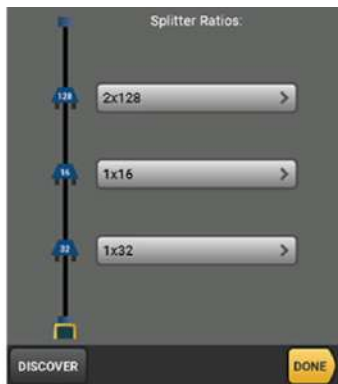 Splitter Ratios:
128
2x128
16
1x16
32
1x32
DISCOVER
DONE